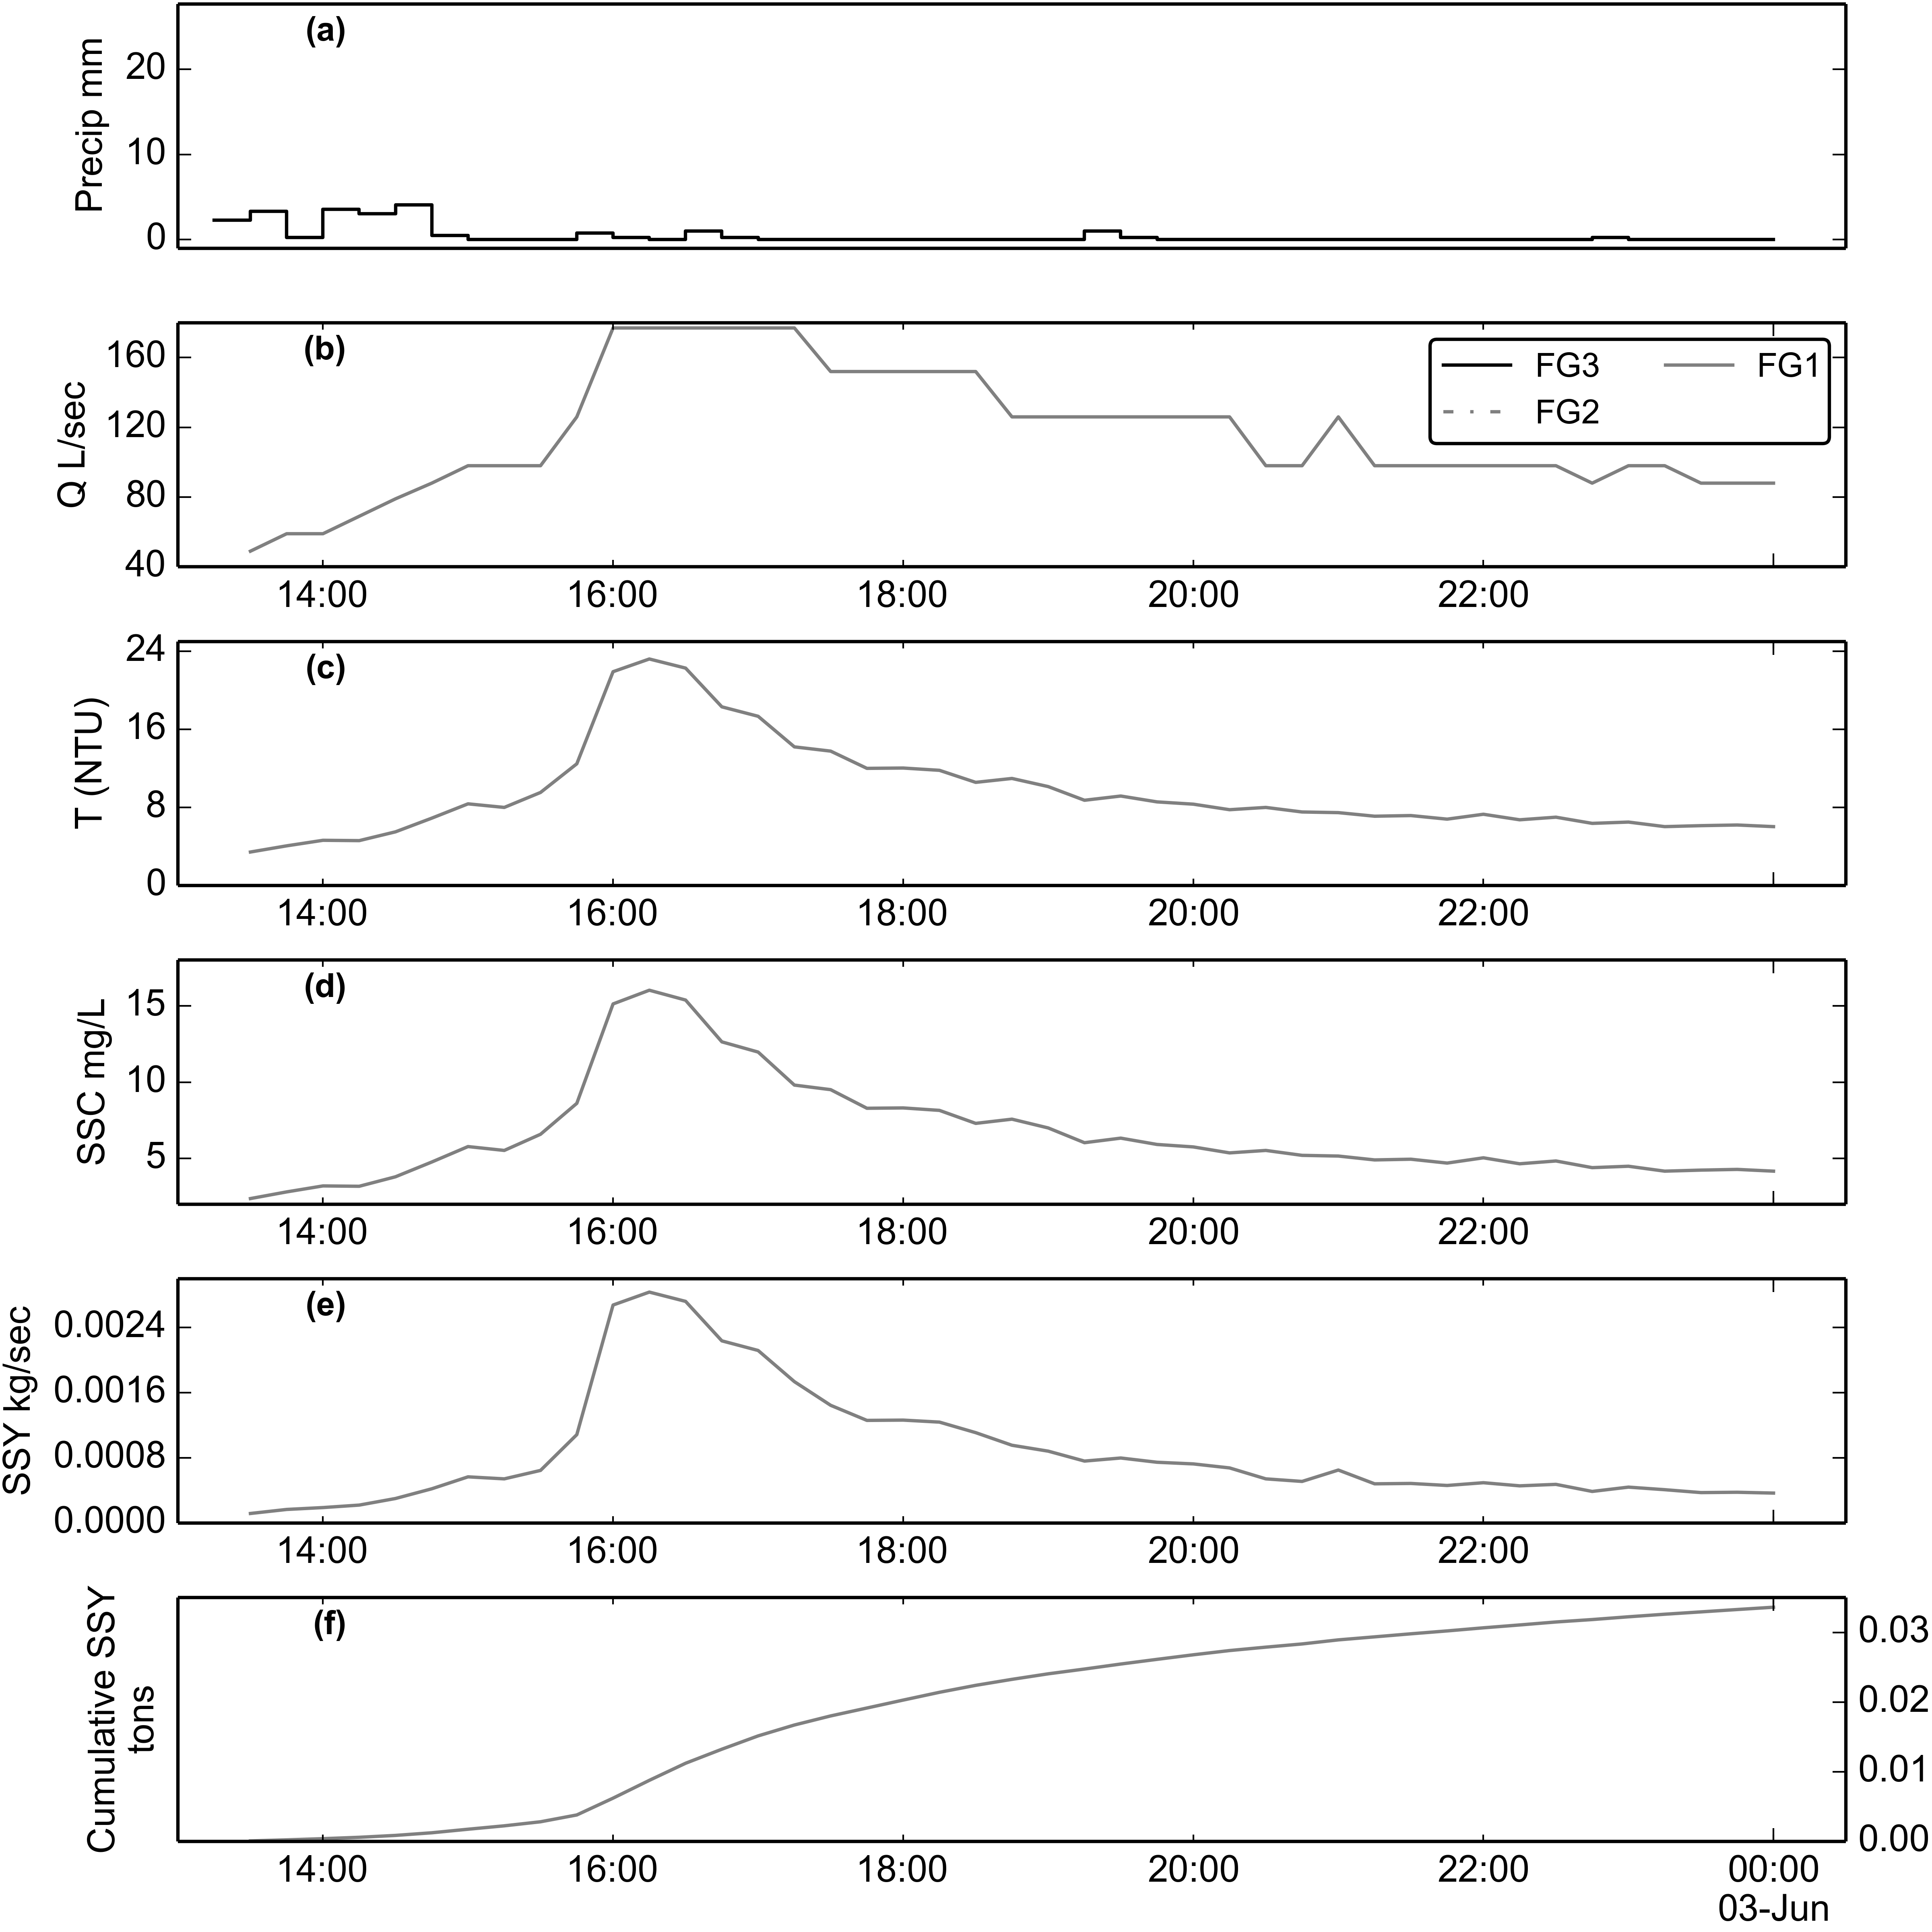 (a)
Precip mm
20
10
0
(b)
Q L/sec
160
120
80
40
FG3 FG1
FG2
14:00 16:00 18:00 20:00 22:00
(c)
T (NTU)
24
16
8
0
14:00 16:00 18:00 20:00 22:00
(d)
SSC mg/L
15
10
5
14:00 16:00 18:00 20:00 22:00
(e)
SSY kg/sec
0.0024
0.0016
0.0008
0.0000
14:00 16:00 18:00 20:00 22:00
(f)
Cumulative SSY
tons
0.03
0.02
0.01
0.00
14:00 16:00 18:00 20:00 22:00 00:00
03-Jun